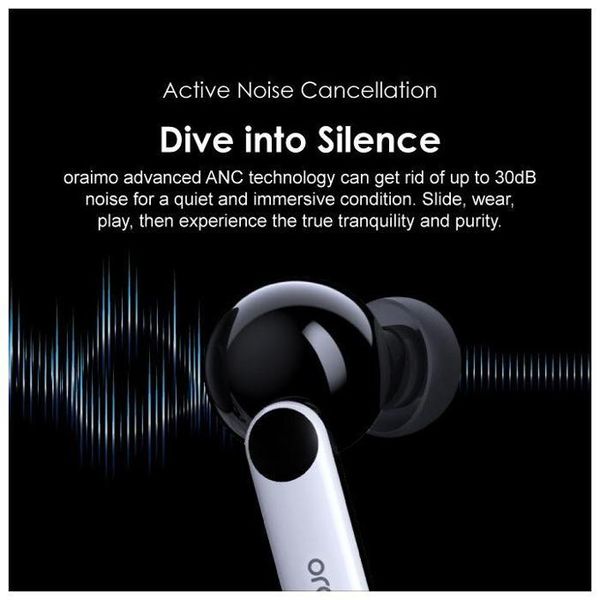 Active Noise Cancellation
Dive into Silence
oraimo advanced ANC technology can get rid of up to 30dB
noise for a quiet and immersive condition. Slide, wear,
play, then experience the true tranquility and purity.